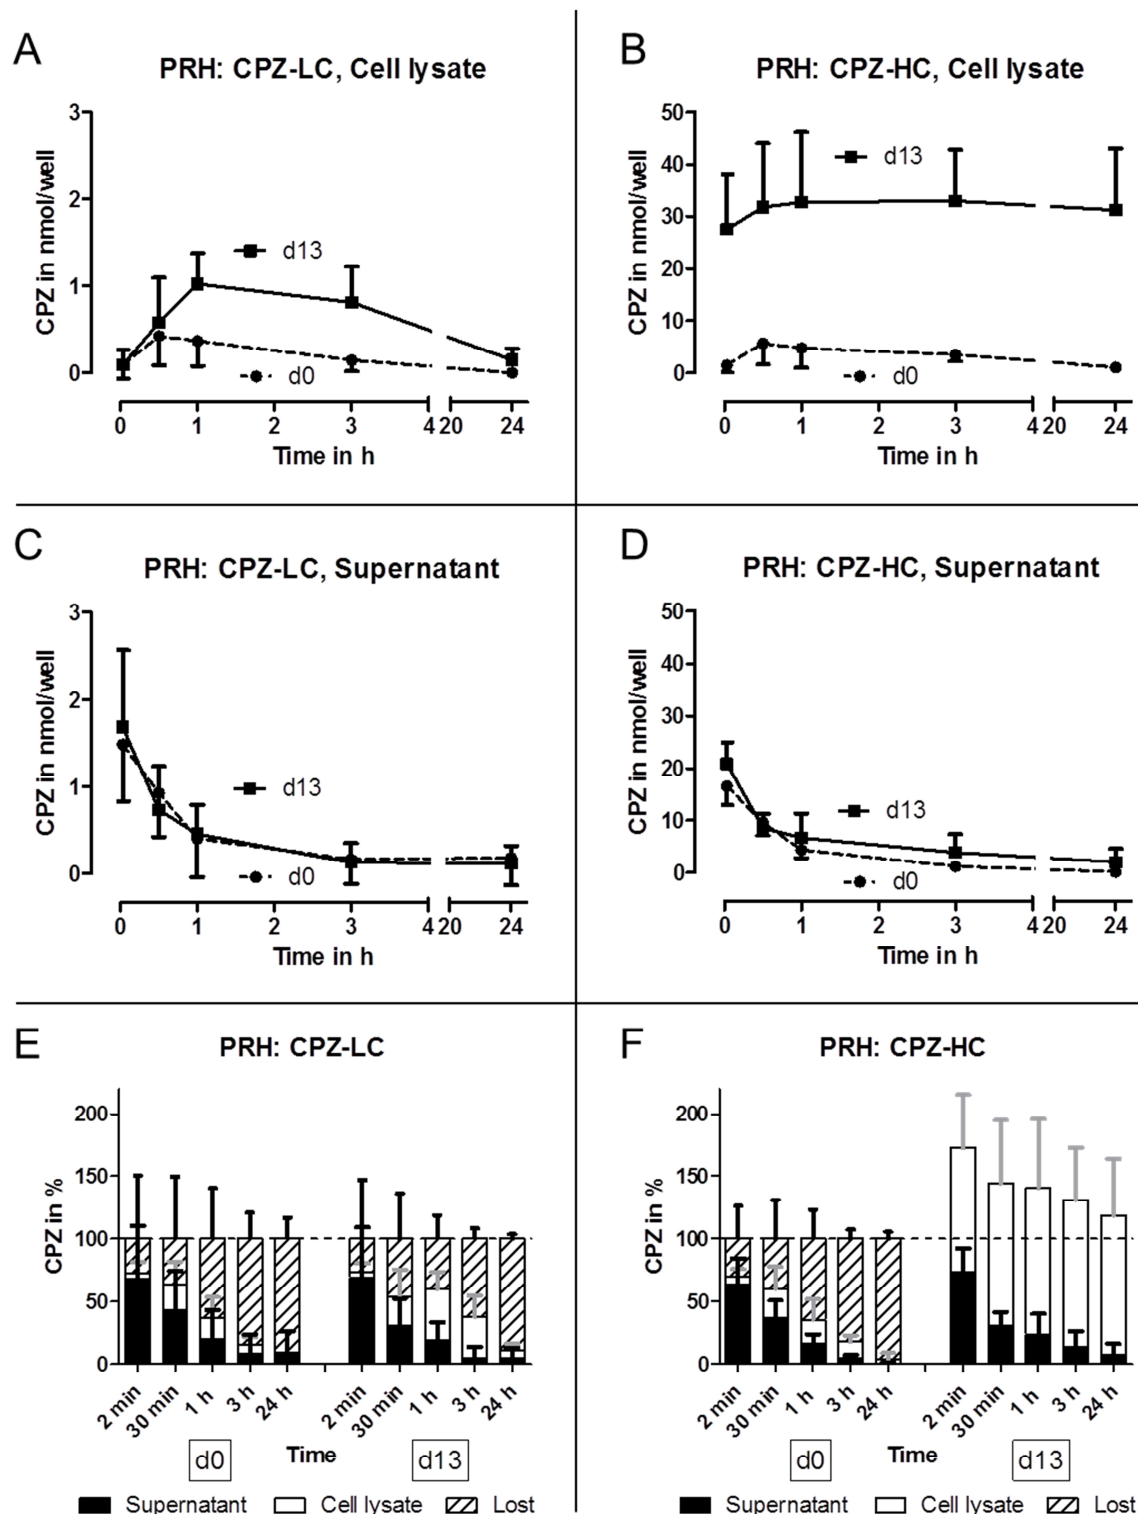 A
PRH: CPZ-LC, Cell lysate
CPZ in nmol/well
3
2
1
0
d13
d0
0 1 2 3 4 20 24
Time in h
B
PRH: CPZ-HC, Cell lysate
CPZ in nmol/well
50
40
30
20
10
0
d13
d0
0 1 2 3 4 20 24
Time in h
C
PRH: CPZ-LC, Supernatant
CPZ in nmol/well
3
2
1
0
d13
d0
0 1 2 3 4 20 24
Time in h
D
PRH: CPZ-HC, Supernatant
CPZ in nmol/well
50
40
30
20
10
0
d13
d0
0 1 2 3 4 20 24
Time in h
E
PRH: CPZ-LC
CPZ in %
200
150
100
50
0
2 min 30 min 1 h 3 h 24 h 2 min 30 min 1 h 3 h 24 h
d0 Time d13
Supernatant Cell lysate Lost
F
PRH: CPZ-HC
CPZ in %
200
150
100
50
0
2 min 30 min 1 h 3 h 24 h 2 min 30 min 1 h 3 h 24 h
d0 Time d13
Supernatant Cell lysate Lost